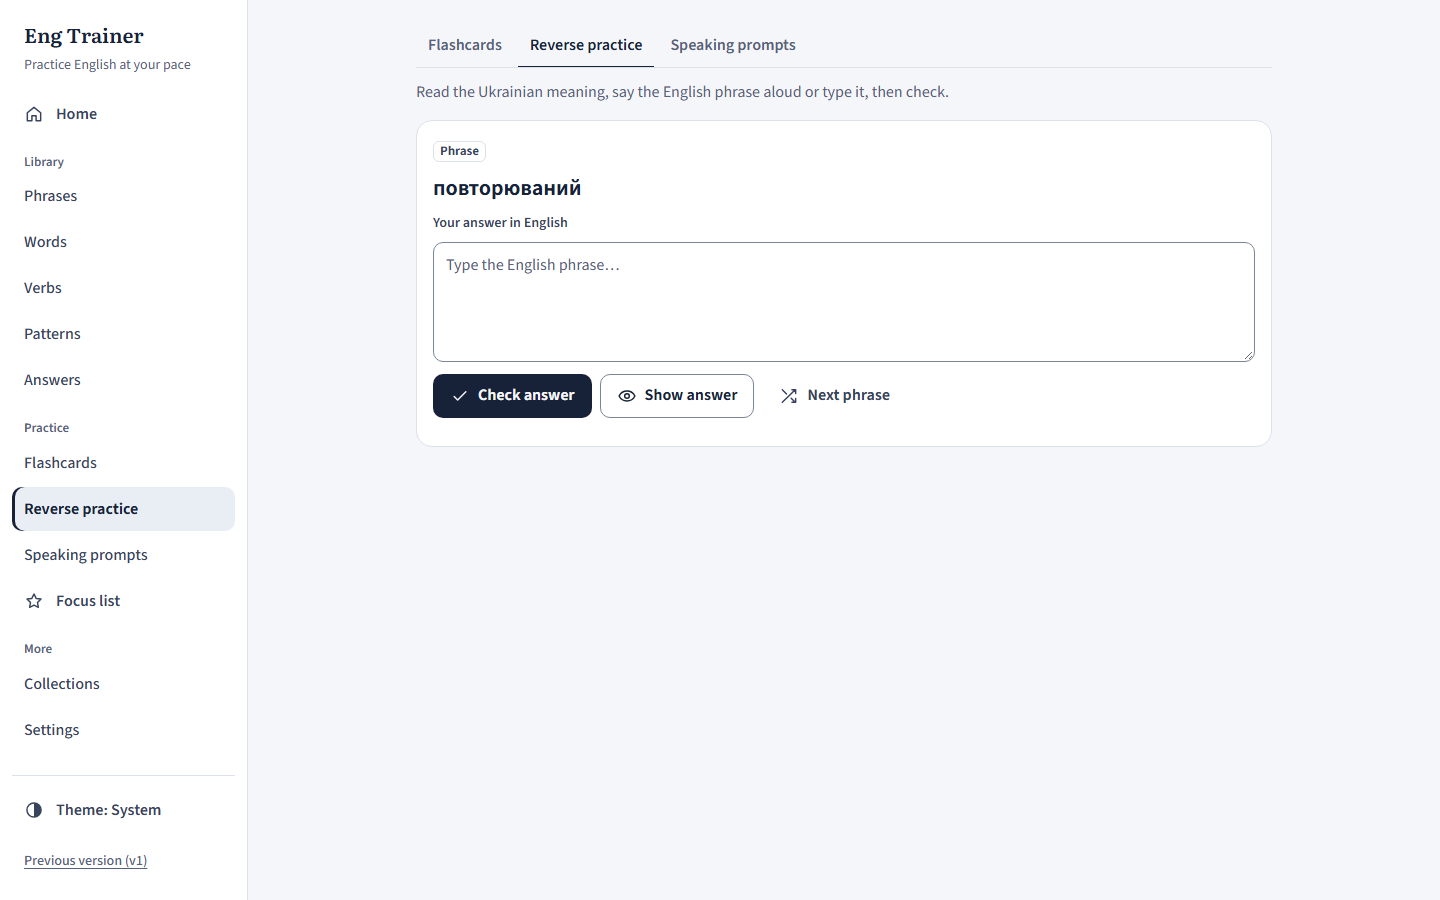 Eng Trainer
Practice English at your pace
Home
Library
Phrases
Words
Verbs
Patterns
Answers
Practice
Flashcards
Reverse practice
Speaking prompts
Focus list
More
Collections
Settings
Theme: System
Previous version (v1)
Flashcards Reverse practice Speaking prompts
Read the Ukrainian meaning, say the English phrase aloud or type it, then check.
Phrase
повторюваний
Your answer in English
Type the English phrase…
Check answer Show answer Next phrase